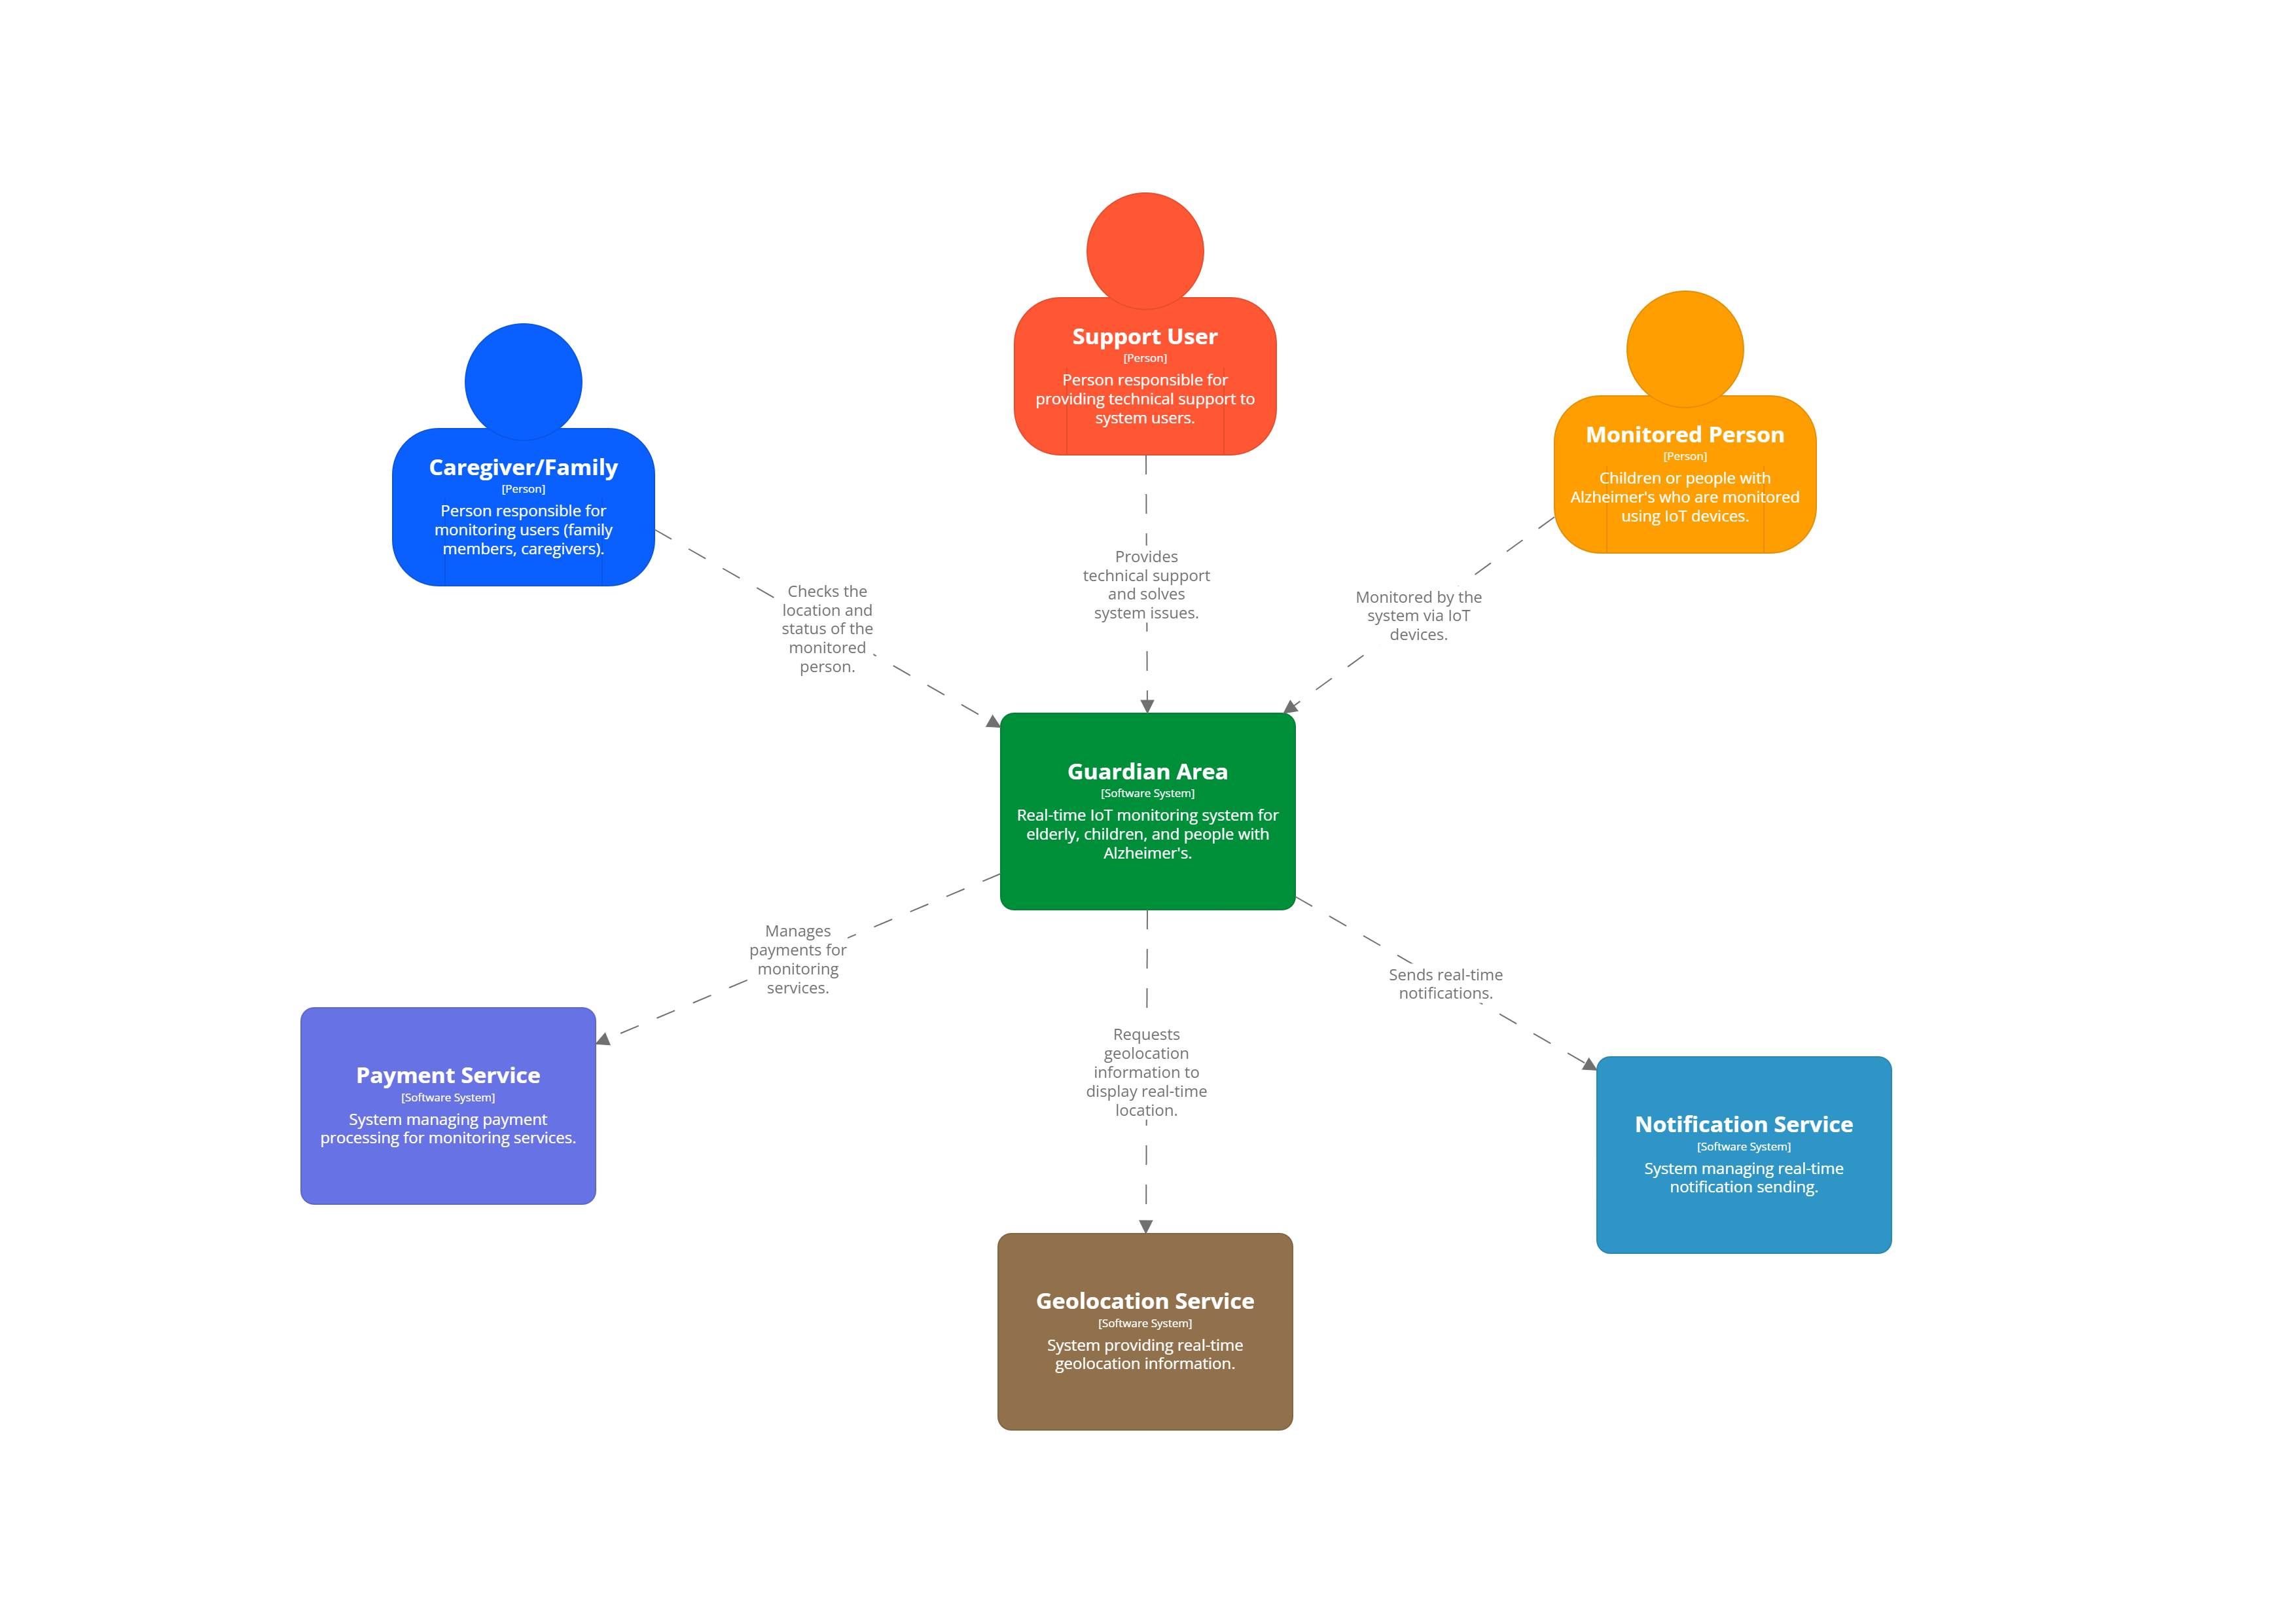 Support User
[Person]
Person responsible for
providing technical support to
system users.
Monitored Person
[Person]
Children or people with
Alzheimer's who are monitored
using IoT devices.
Caregiver/Family
[Person]
Person responsible for
monitoring users (family
members, caregivers).
Checks the
location and
status of the
monitored
person.
Provides
technical support
and solves
system issues.
Monitored by the
system via IoT
devices.
Guardian Area
[Software System]
Real-time IoT monitoring system for
elderly, children, and people with
Alzheimer's.
Manages
payments for
monitoring
services.
Requests
geolocation
information to
display real-time
location.
Sends real-time
notifications.
Payment Service
[Software System]
System managing payment
processing for monitoring services.
Notification Service
[Software System]
System managing real-time
notification sending.
Geolocation Service
[Software System]
System providing real-time
geolocation information.